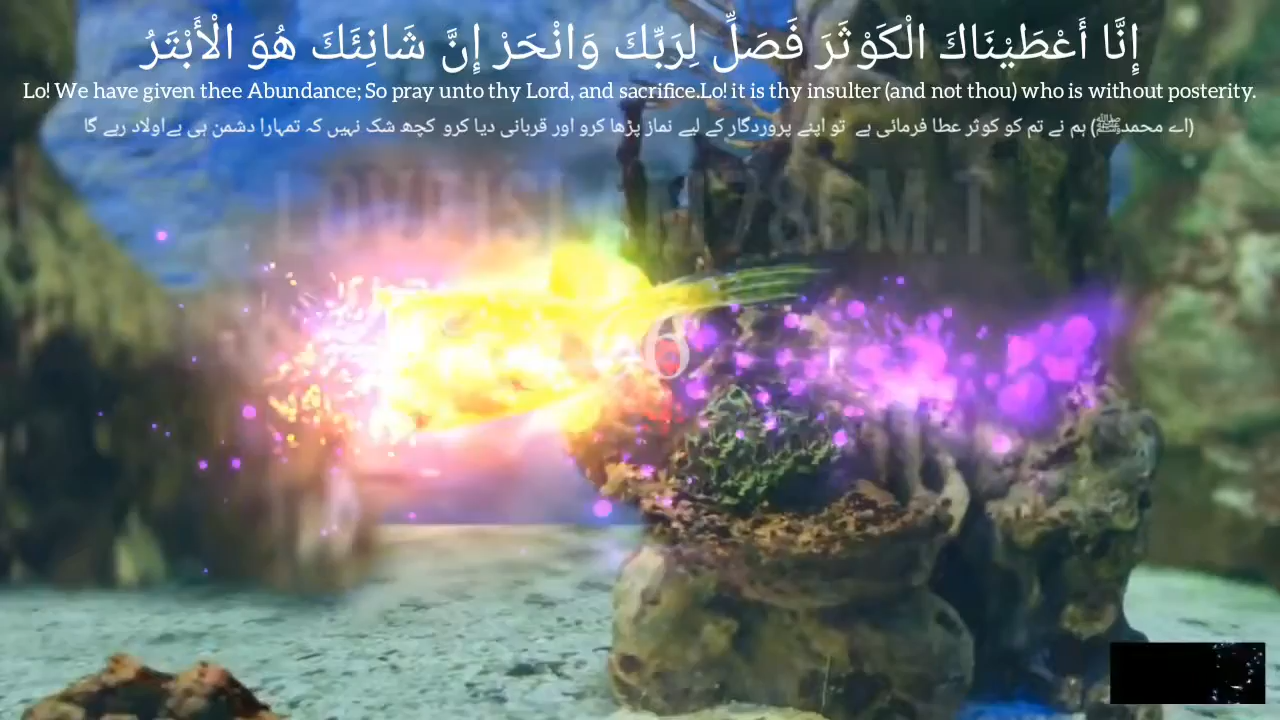 إِنَّا أَعْطَيْنَاكَ الْكَوْثَرَ فَصَلِّ لِرَبِّكَ وَانْحَرْ إِنَّ شَانِئَكَ هُوَ الْأَبْتَرُ
Lo! We have given thee Abundance; So pray unto thy Lord, and sacrifice.Lo! it is thy insulter (and not thou) who is without posterity.
(اے محمدﷺ) ہم نے تم کو کوثر عطا فرمائی ہے تو اپنے پروردگار کے لیے نماز پڑھا کرو اور قربانی دیا کرو کچھ شک نہیں کہ تمہارا دشمن ہی بےاولاد رہے گا
6